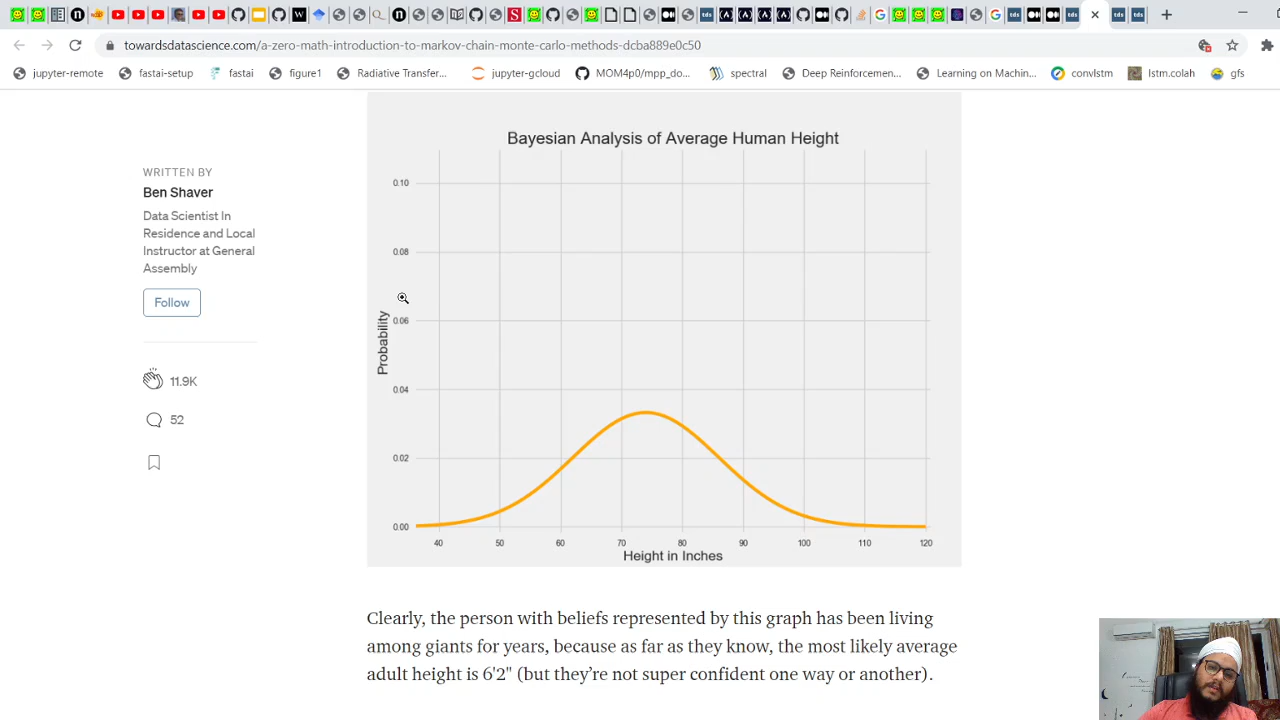 towardsdatascience.com/a-zero-math-introduction-to-markov-chain-monte-carlo-methods-dcba889e0c50
jupyter-remote fastai-setup fastai figure1 Radiative Transfer... jupyter-gcloud MOM4p0/mpp_do... spectral Deep Reinforcemen... Learning on Machin... convlstm lstm.colah gfs
WRITTEN BY
Ben Shaver
Data Scientist In
Residence and Local
Instructor at General
Assembly
Follow
11.9K
52
Bayesian Analysis of Average Human Height
0.10
0.08
0.06
0.04
0.02
0.00
Probability
40 50 60 70 80 90 100 110 120
Height in Inches
Clearly, the person with beliefs represented by this graph has been living
among giants for years, because as far as they know, the most likely average
adult height is 6'2" (but they’re not super confident one way or another).